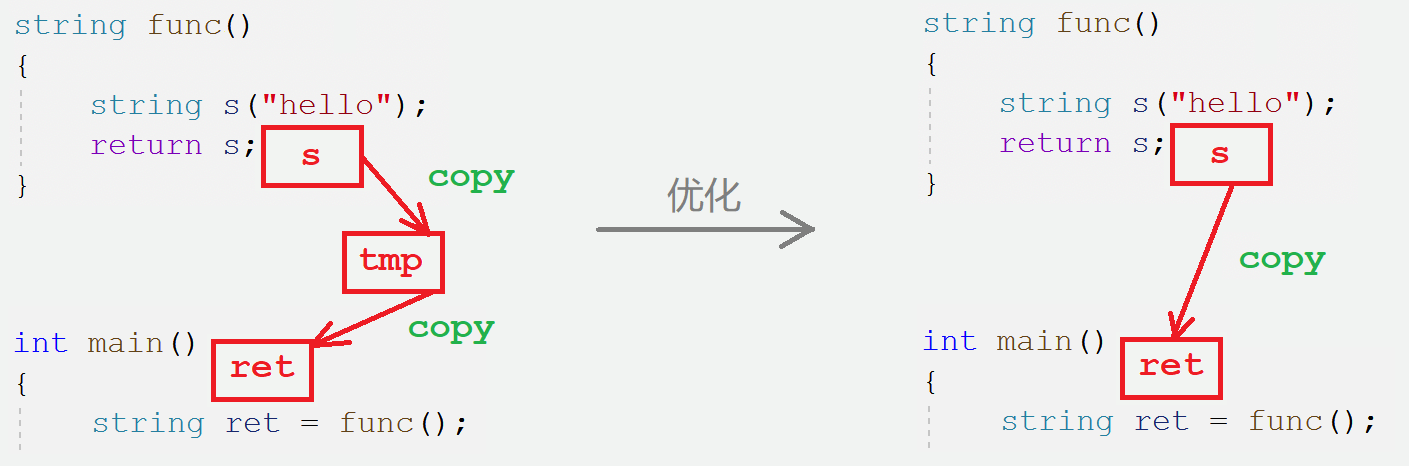 string func()
{
string s("hello");
return s;
s
copy
}
tmp
copy
int main()
ret
{
string ret = func();
优化
string func()
{
string s("hello");
return s;
s
}
copy
int main()
ret
{
string ret = func();